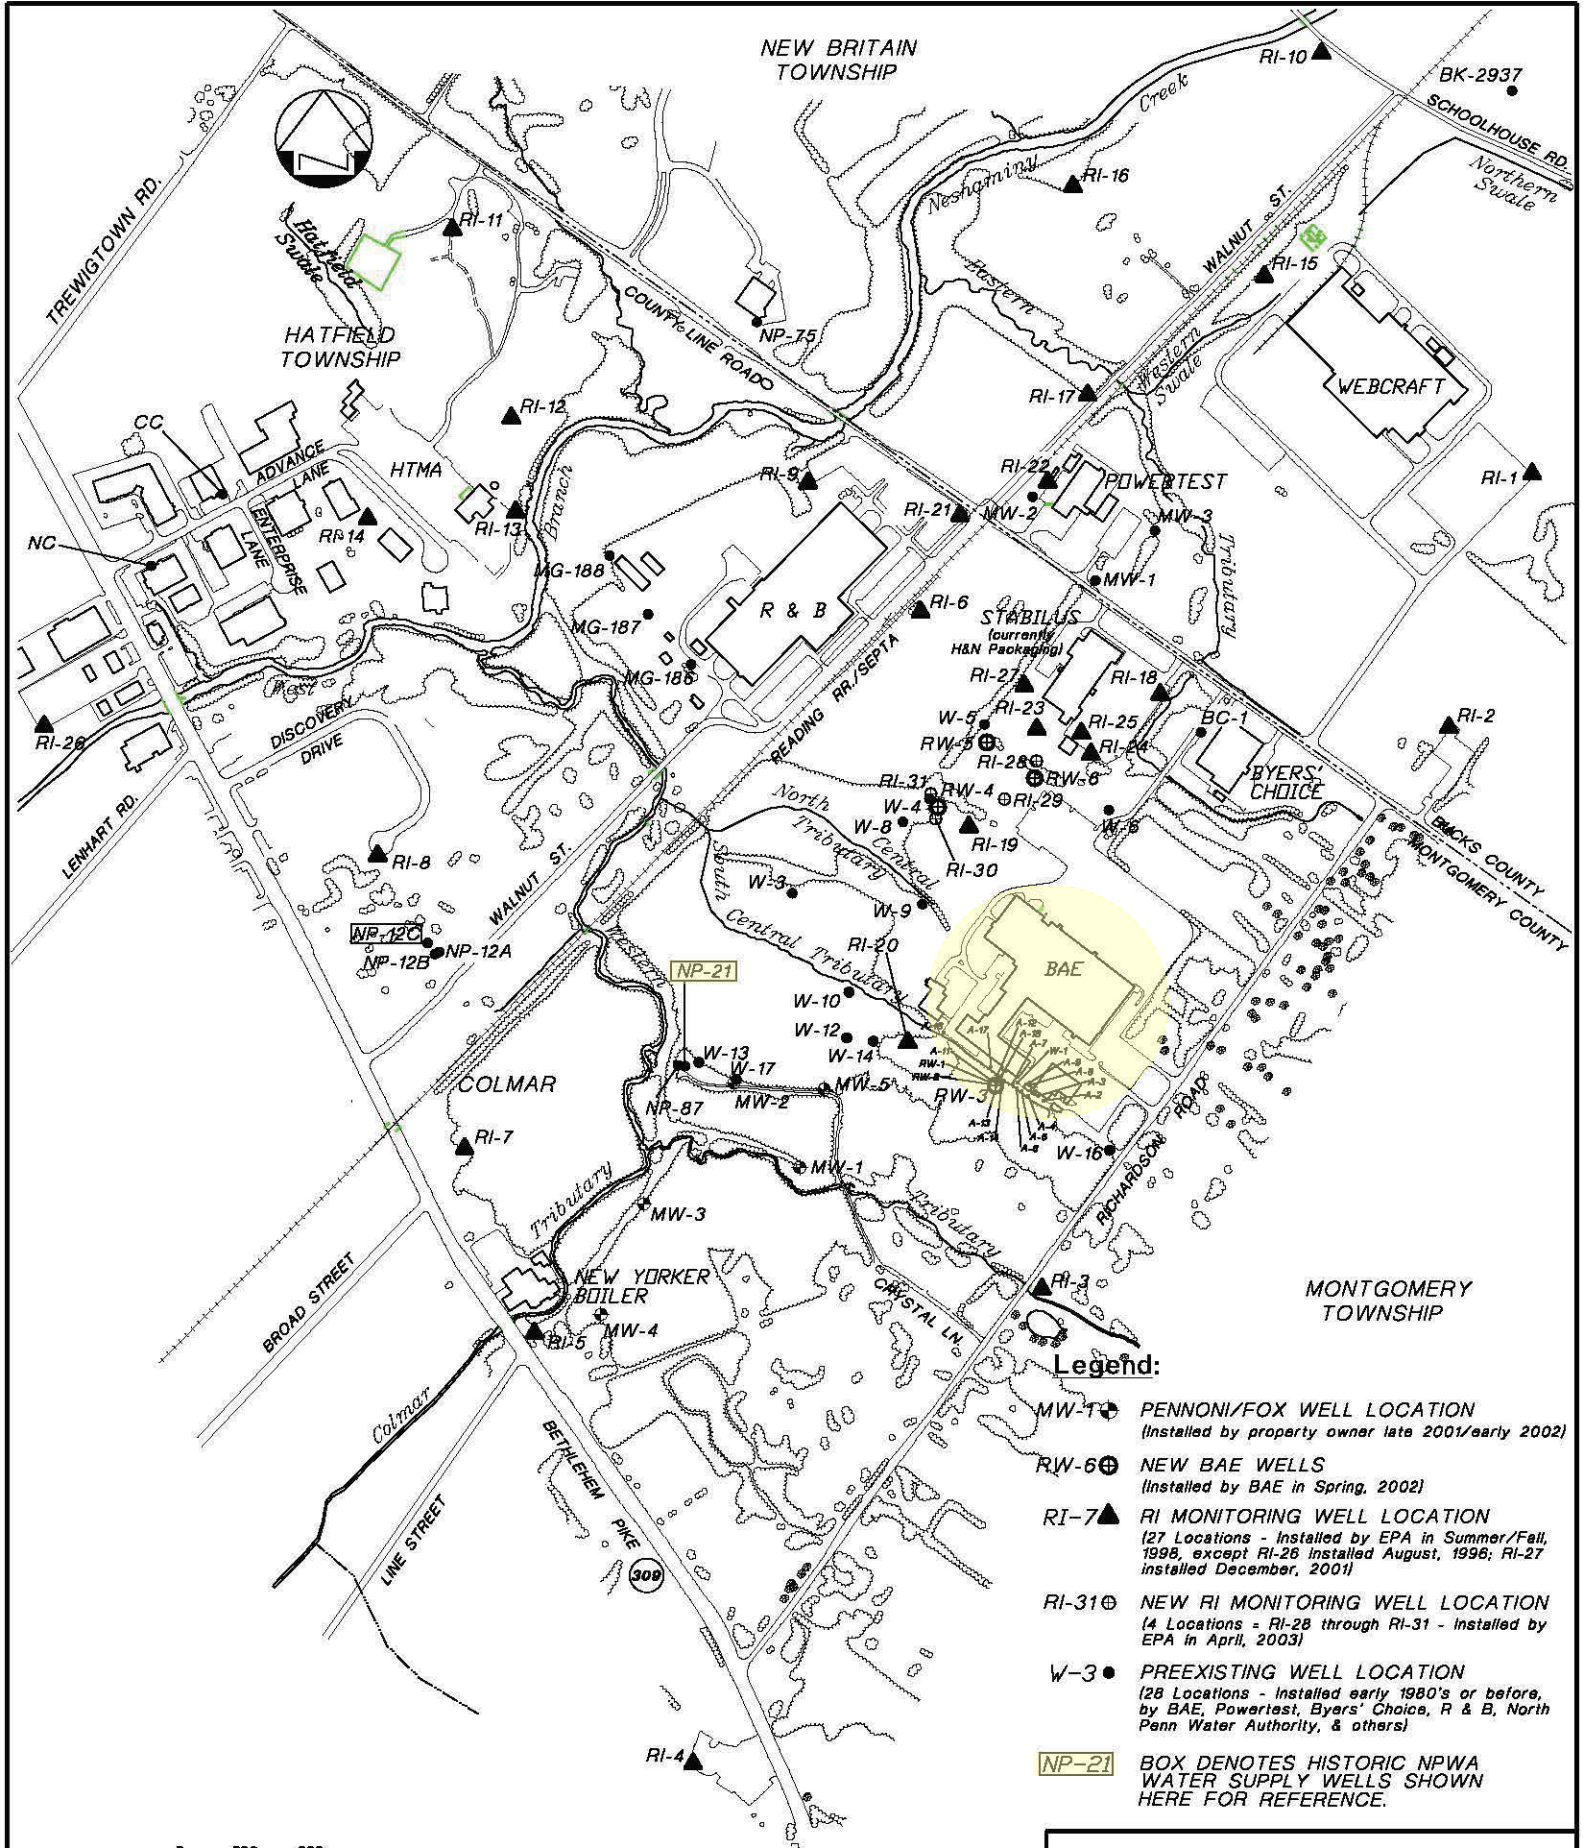 NEW BRITAIN
TOWNSHIP
RI-10
BK-2937
SCHOOLHOUSE RD.
Northern
Swale
Creek
Neshaminy
RI-16
TREWIGTOWN RD.
RI-11
Hatfield
Swale
WALNUT ST.
RI-15
Eastern
COUNTY LINE ROAD
NP-75
HATFIELD
TOWNSHIP
Western
Swale
WEBCRAFT
RI-17
RI-12
CC
ADVANCE
LANE
HTMA
RI-9
RI-22
POWERTEST
RI-1
RI-13
Branch
RI-21
MW-2
MW-3
RI-14
ENTERPRISE
LANE
NC
MG-188
MW-1
Tributary
R & B
RI-6
STABILUS
(currently
H&N Packaging)
MG-187
MG-186
READING RR./SEPTA
RI-27
RI-18
West
RI-26
DISCOVERY
DRIVE
W-5
RI-23
RI-25
BC-1
RI-2
RW-5
RI-24
RI-28
RW-6
BYERS'
CHOICE
RI-31
RW-4
RI-29
W-4
W-8
W-6
North
Tributary
Central
RI-19
RI-30
BUCKS COUNTY
MONTGOMERY COUNTY
LENHART RD.
RI-8
WALNUT ST.
South
W-3
W-9
NP-12C
NP-12A
NP-12B
Western
Central Tributary
RI-20
BAE
NP-21
W-10
W-12
W-14
A-17
A-12
A-7
A-11
W-1
RW-1
RW-3
A-3
A-2
A-13
W-13
W-17
MW-2
MW-5
COLMAR
NP-87
RI-7
W-16
RICHARDSON ROAD
MW-1
Tributary
MW-3
Tributary
RI-3
NEW YORKER
BOILER
MW-4
RI-5
CRYSTAL LN.
MONTGOMERY
TOWNSHIP
BROAD STREET
Colmar
LINE STREET
BETHLEHEM PIKE
309
RI-4
Legend:
MW-1 PENNONI/FOX WELL LOCATION
(Installed by property owner late 2001/early 2002)
RW-6 NEW BAE WELLS
(Installed by BAE in Spring, 2002)
RI-7 RI MONITORING WELL LOCATION
(27 Locations - Installed by EPA in Summer/Fall,
1998, except RI-26 installed August, 1996; RI-27
installed December, 2001)
RI-31 NEW RI MONITORING WELL LOCATION
(4 Locations = RI-28 through RI-31 - Installed by
EPA in April, 2003)
W-3 PREEXISTING WELL LOCATION
(28 Locations - Installed early 1980's or before,
by BAE, Powertest, Byers' Choice, R & B, North
Penn Water Authority, & others)
NP-21 BOX DENOTES HISTORIC NPWA
WATER SUPPLY WELLS SHOWN
HERE FOR REFERENCE.